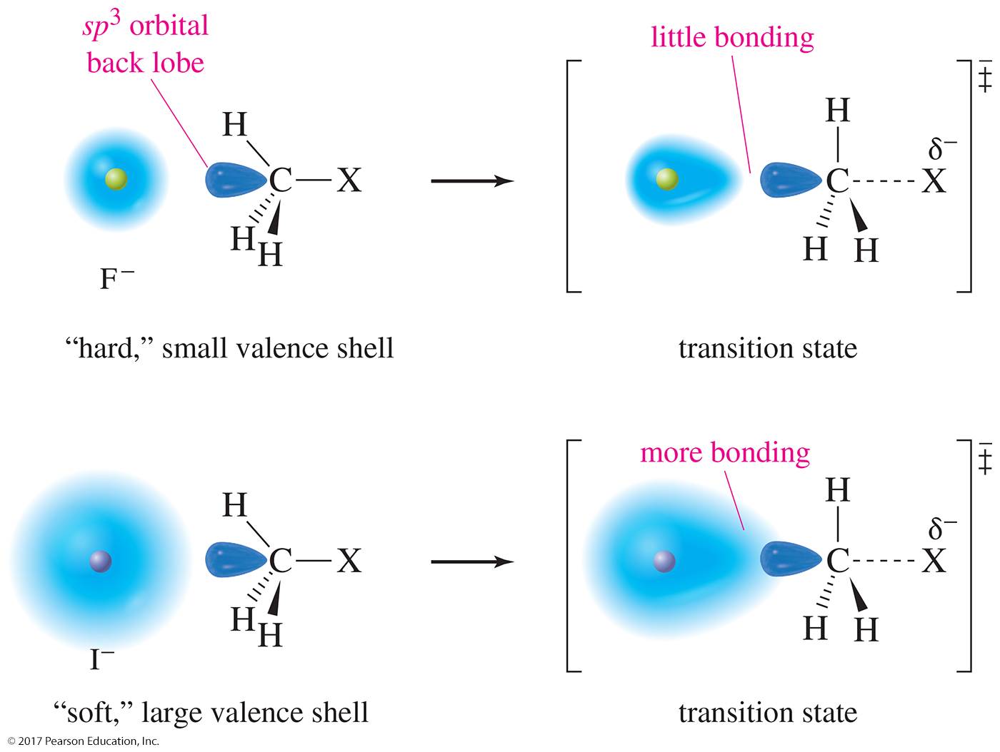 sp³ orbital
back lobe
little bonding
H
C
X
H
H
F⁻
H
δ⁻
C
X
H
H
‡
“hard,” small valence shell
transition state
more bonding
H
C
X
H
H
I⁻
H
δ⁻
C
X
H
H
‡
“soft,” large valence shell
transition state
© 2017 Pearson Education, Inc.